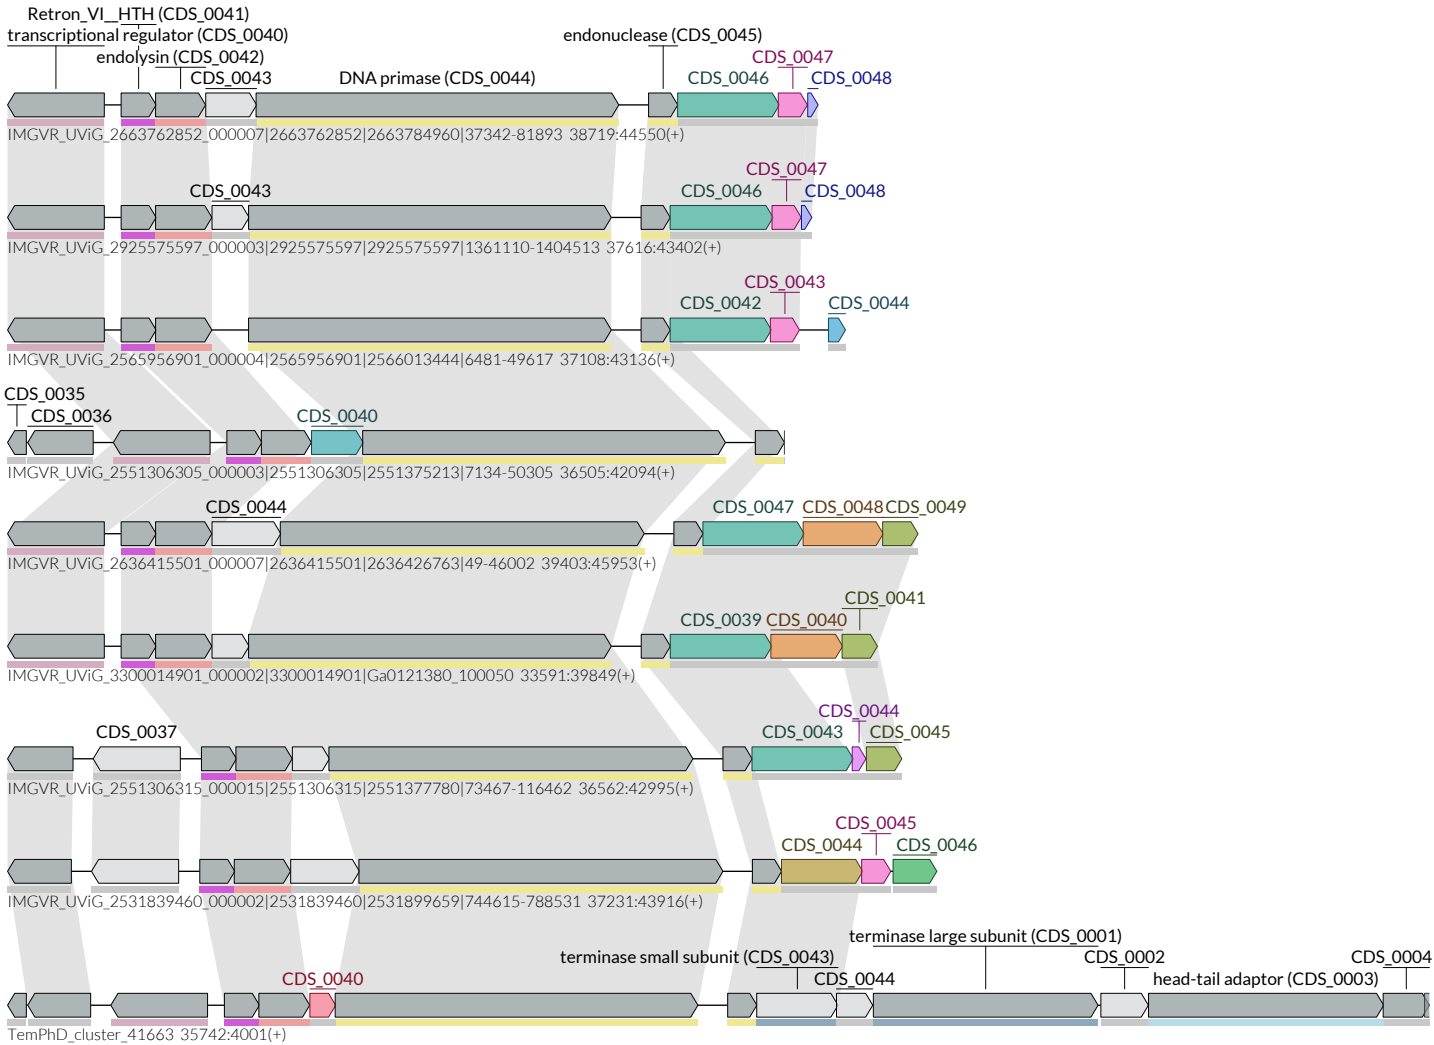 Retron_VI__HTH (CDS_0041)
transcriptional regulator (CDS_0040)
endonuclease (CDS_0045)
endolysin (CDS_0042)
CDS_0047
CDS_0043
DNA primase (CDS_0044)
CDS_0046
CDS_0048
IMGVR_UViG_2663762852_000007|2663762852|2663784960|37342-81893 38719:44550(+)
CDS_0047
CDS_0043
CDS_0046
CDS_0048
IMGVR_UViG_2925575597_000003|2925575597|2925575597|1361110-1404513 37616:43402(+)
CDS_0043
CDS_0042
CDS_0044
IMGVR_UViG_2565956901_000004|2565956901|2566013444|6481-49617 37108:43136(+)
CDS_0035
CDS_0036
CDS_0040
IMGVR_UViG_2551306305_000003|2551306305|2551375213|7134-50305 36505:42094(+)
CDS_0044
CDS_0047
CDS_0048
CDS_0049
IMGVR_UViG_2636415501_000007|2636415501|2636426763|49-46002 39403:45953(+)
CDS_0041
CDS_0039
CDS_0040
IMGVR_UViG_3300014901_000002|3300014901|Ga0121380_100050 33591:39849(+)
CDS_0044
CDS_0037
CDS_0043
CDS_0045
IMGVR_UViG_2551306315_000015|2551306315|2551377780|73467-116462 36562:42995(+)
CDS_0045
CDS_0044
CDS_0046
IMGVR_UViG_2531839460_000002|2531839460|2531899659|744615-788531 37231:43916(+)
terminase large subunit (CDS_0001)
terminase small subunit (CDS_0043)
CDS_0002
CDS_0004
CDS_0040
CDS_0044
head-tail adaptor (CDS_0003)
TemPhD_cluster_41663 35742:4001(+)